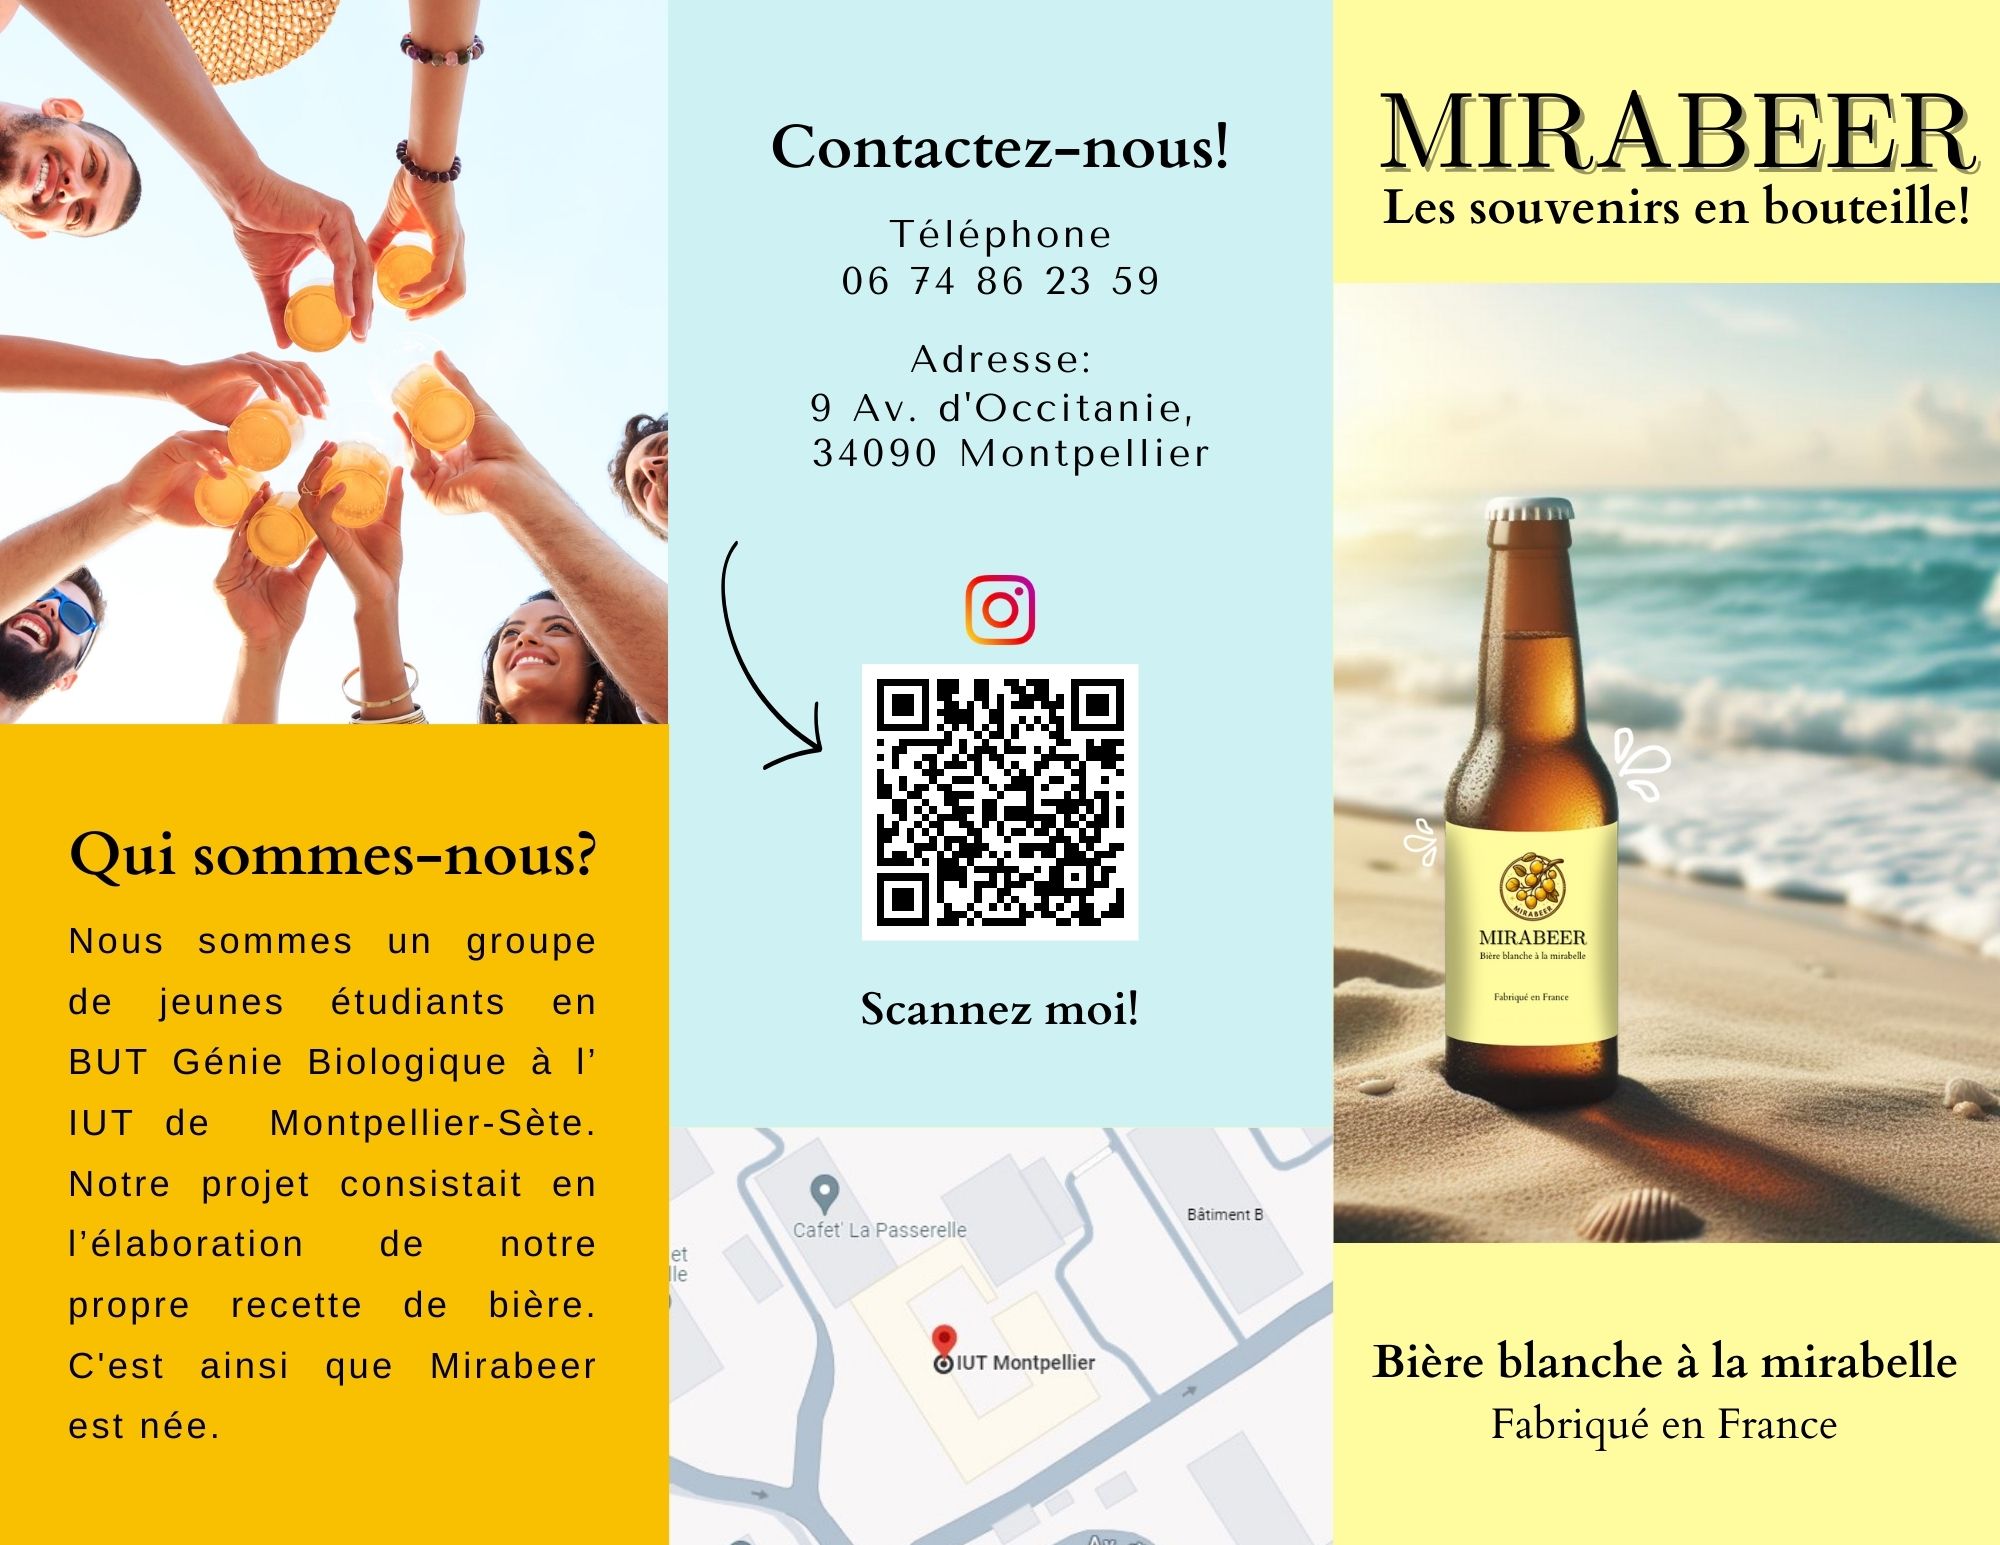 Qui sommes-nous?
Nous sommes un groupe
de jeunes étudiants en
BUT Génie Biologique à l’
IUT de Montpellier-Sète.
Notre projet consistait en
l’élaboration de notre
propre recette de bière.
C'est ainsi que Mirabeer
est née.
Contactez-nous!
Téléphone
06 74 86 23 59
Adresse:
9 Av. d'Occitanie,
34090 Montpellier
Scannez moi!
Cafet' La Passerelle
Bâtiment B
et
lle
IUT Montpellier
MIRABEER
Les souvenirs en bouteille!
MIRABEER
MIRABEER
Bière blanche à la mirabelle
Fabriqué en France
Bière blanche à la mirabelle
Fabriqué en France